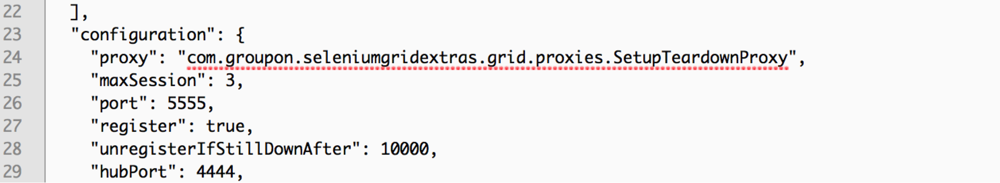 22 ],
23 "configuration": {
24 "proxy": "com.groupon.seleniumgridextras.grid.proxies.SetupTeardownProxy",
25 "maxSession": 3,
26 "port": 5555,
27 "register": true,
28 "unregisterIfStillDownAfter": 10000,
29 "hubPort": 4444,